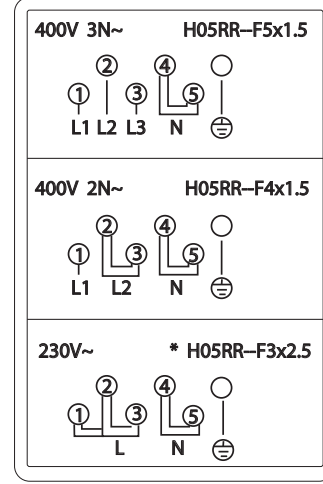 400V 3N~ H05RR--F5x1.5
2 4
1 3 5
L1 L2 L3 N
400V 2N~ H05RR--F4x1.5
2 4
1 3 5
L1 L2 N
230V~ * H05RR--F3x2.5
2 4
1 3 5
L N